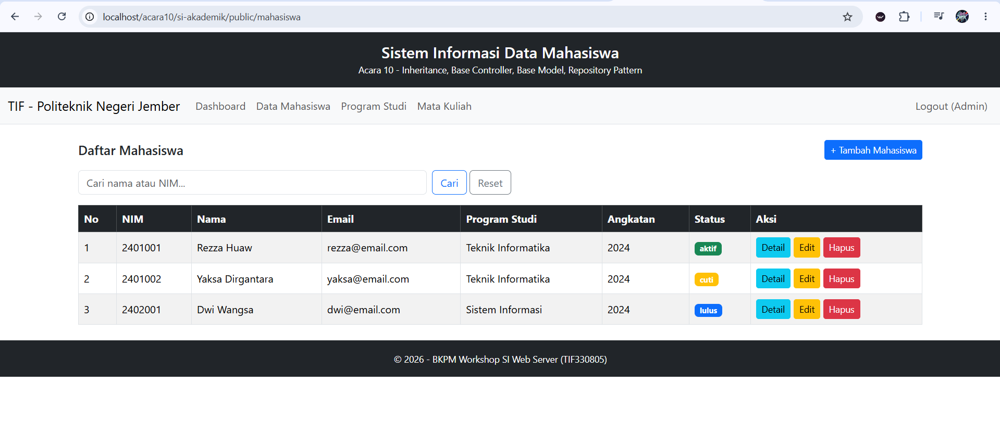 localhost/acara10/si-akademik/public/mahasiswa
Sistem Informasi Data Mahasiswa
Acara 10 - Inheritance, Base Controller, Base Model, Repository Pattern
TIF - Politeknik Negeri Jember Dashboard Data Mahasiswa Program Studi Mata Kuliah Logout (Admin)
Daftar Mahasiswa + Tambah Mahasiswa
Cari nama atau NIM... Cari Reset
No NIM Nama Email Program Studi Angkatan Status Aksi
1 2401001 Rezza Huaw rezza@email.com Teknik Informatika 2024 aktif Detail Edit Hapus
2 2401002 Yaksa Dirgantara yaksa@email.com Teknik Informatika 2024 cuti Detail Edit Hapus
3 2402001 Dwi Wangsa dwi@email.com Sistem Informasi 2024 lulus Detail Edit Hapus
© 2026 - BKPM Workshop SI Web Server (TIF330805)